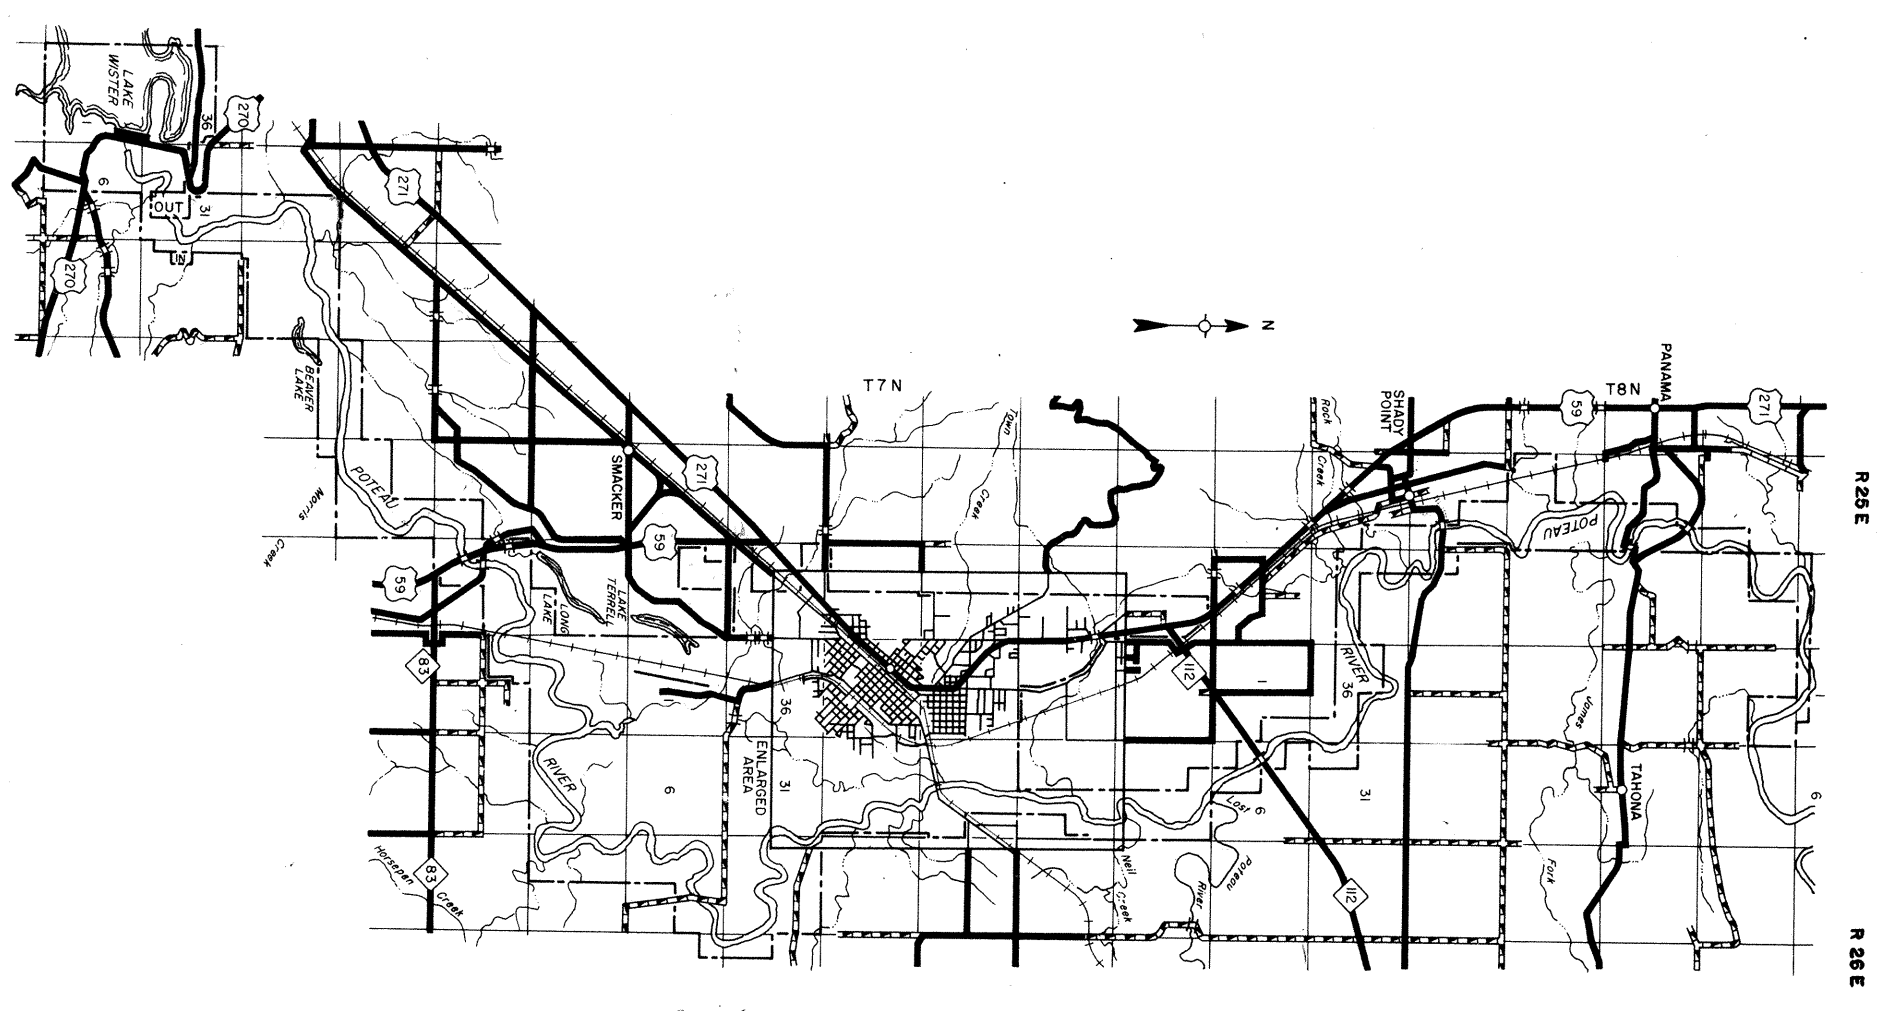 LAKE
WISTER
1
36
270
6
31
OUT
IN
270
271
BEAVER
LAKE
POTEAU
Morris
Creek
SMACKER
271
59
59
LAKE
TERRELL
LONG
LAKE
83
83
RIVER
Horsepen
Creek
6
36
31
ENLARGED
AREA
T7N
N
Town
Creek
Rock
Creek
SHADY
POINT
59
T8N
PANAMA
271
R 25 E
R 26 E
POTEAU
RIVER
36
31
1
112
112
Lost
6
Poteau
River
Neil
Creek
James
Fork
TAHONA
6